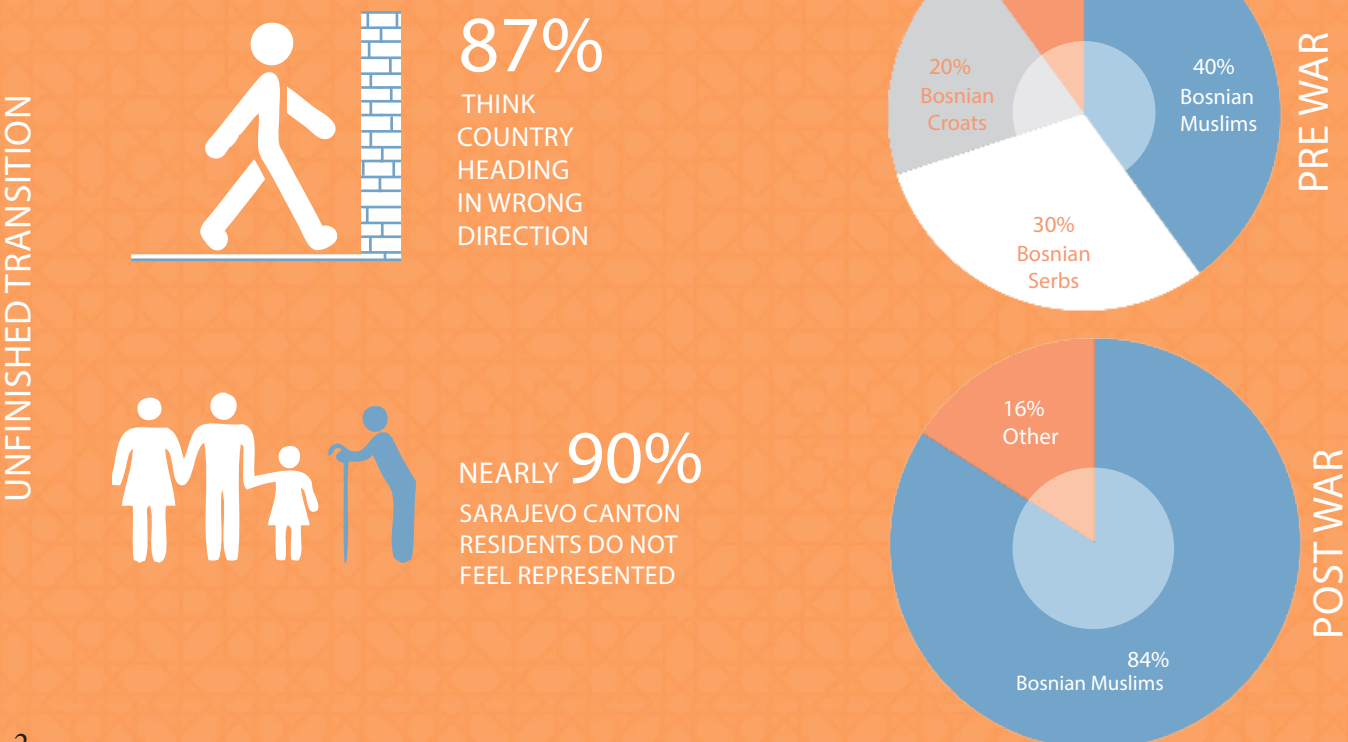 UNFINISHED TRANSITION
87%
THINK
COUNTRY
HEADING
IN WRONG
DIRECTION
NEARLY 90%
SARAJEVO CANTON
RESIDENTS DO NOT
FEEL REPRESENTED
20%
Bosnian
Croats
40%
Bosnian
Muslims
30%
Bosnian
Serbs
PRE WAR
16%
Other
84%
Bosnian Muslims
POST WAR
2